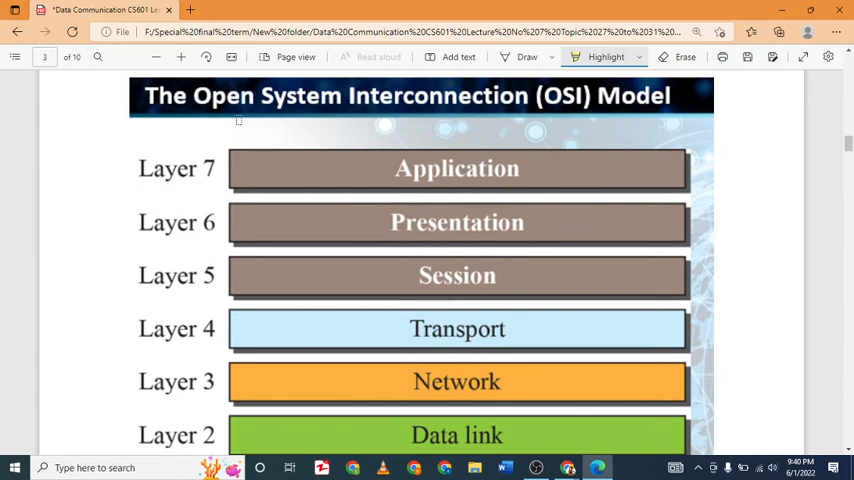 *Data Communication CS601 Lec
File
F:/Special%20final%20term/New%20folder/Data%20Communication%20CS601%20Lecture%20No%207%20Topic%2027%20to%2031%20...
3 of 10
Page view
Read aloud
Add text
Draw
Highlight
Erase
The Open System Interconnection (OSI) Model
Layer 7 Application
Layer 6 Presentation
Layer 5 Session
Layer 4 Transport
Layer 3 Network
Layer 2 Data link
Type here to search
9:40 PM
6/1/2022